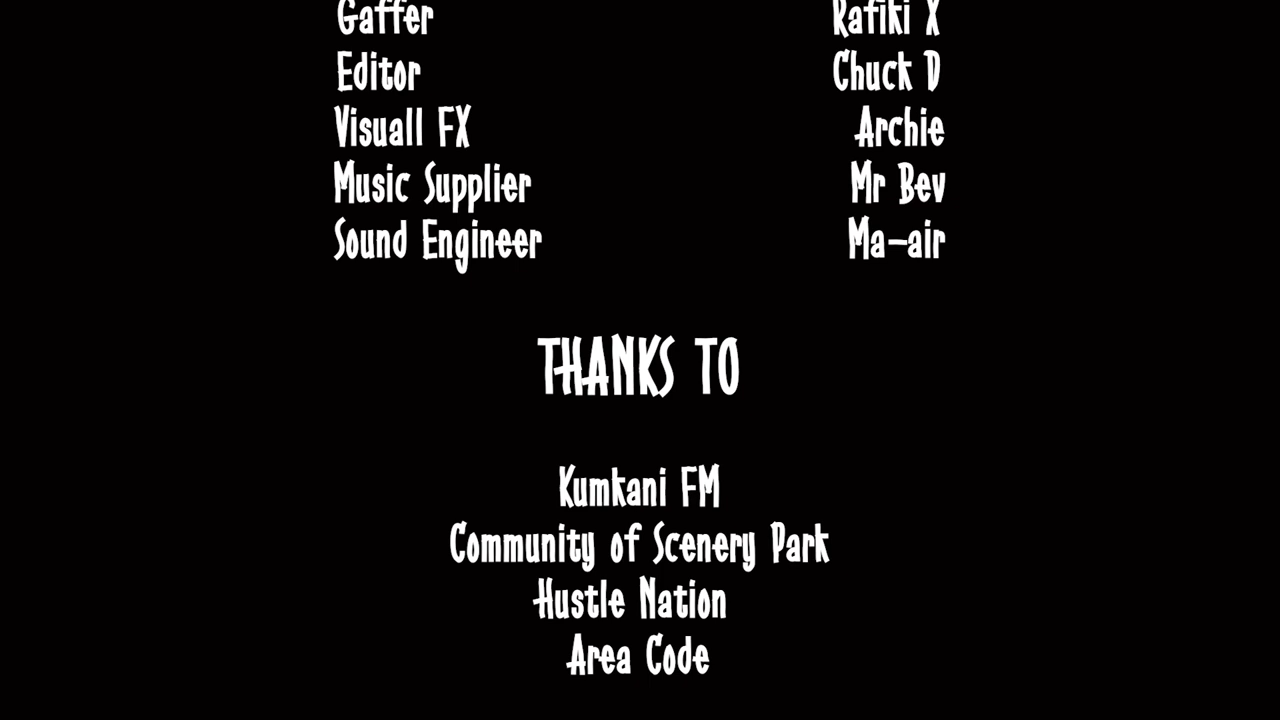 Gaffer Rafiki X
Editor Chuck D
Visuall FX Archie
Music Supplier Mr Bev
Sound Engineer Ma-air
THANKS TO
Kumkani FM
Community of Scenery Park
Hustle Nation
Area Code